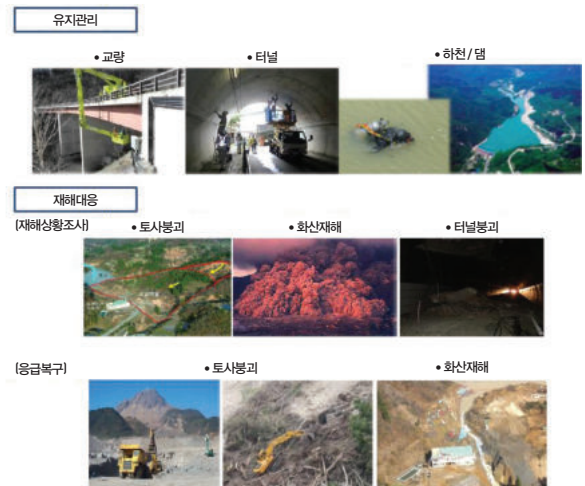 유지관리
• 교량 • 터널 • 하천 / 댐
재해대응
(재해상황조사) • 토사붕괴 • 화산재해 • 터널붕괴
(응급복구) • 토사붕괴 • 화산재해